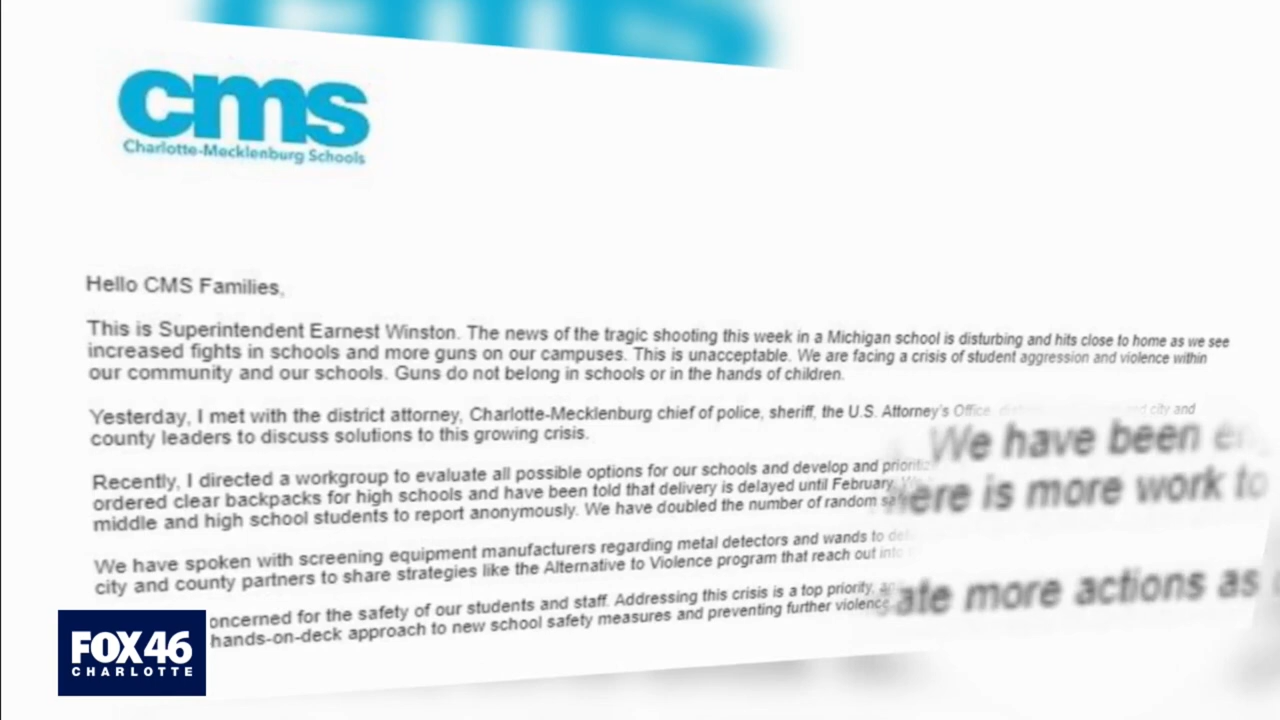 cms
Charlotte-Mecklenburg Schools
Hello CMS Families,
This is Superintendent Earnest Winston. The news of the tragic shooting this week in a Michigan school is disturbing and hits close to home as we see
increased fights in schools and more guns on our campuses. This is unacceptable. We are facing a crisis of student aggression and violence within
our community and our schools. Guns do not belong in schools or in the hands of children.
Yesterday, I met with the district attorney, Charlotte-Mecklenburg chief of police, sheriff, the U.S. Attorney's Office, city and
county leaders to discuss solutions to this growing crisis.
Recently, I directed a workgroup to evaluate all possible options for our schools and develop and
ordered clear backpacks for high schools and have been told that delivery is delayed until February.
middle and high school students to report anonymously. We have doubled the number of random
We have been
ere is more work to
We have spoken with screening equipment manufacturers regarding metal detectors and wands to
city and county partners to share strategies like the Alternative to Violence program that reach out
oncerned for the safety of our students and staff. Addressing this crisis is a top priority,
hands-on-deck approach to new school safety measures and preventing further violence
ate more actions as
FOX 46
CHARLOTTE